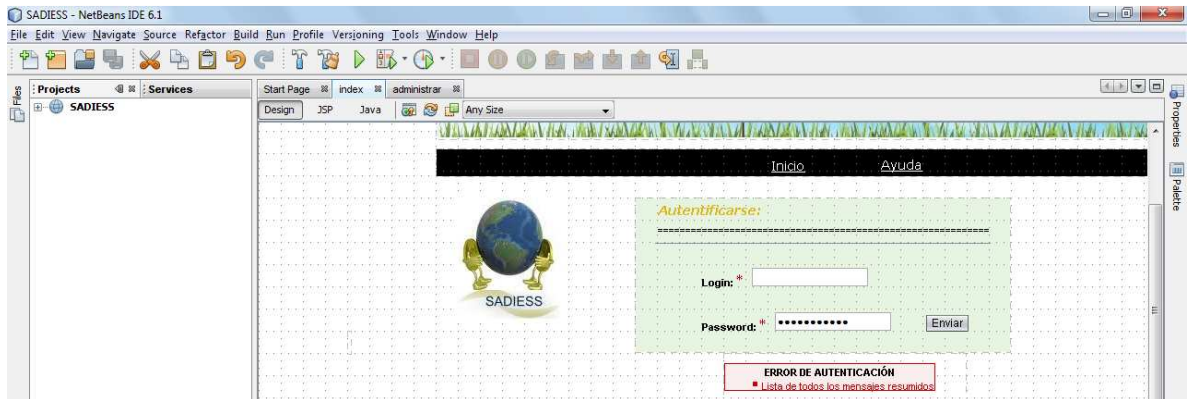 SADIESS - NetBeans IDE 6.1
File Edit View Navigate Source Refactor Build Run Profile Versioning Tools Window Help
Files
Projects
Services
SADIESS
Start Page index administrar
Design JSP Java Any Size
Properties
Palette
Inicio Ayuda
Autentificarse:
SADIESS
Login: *
Password: * ••••••••••• Enviar
ERROR DE AUTENTICACIÓN
Lista de todos los mensajes resumidos